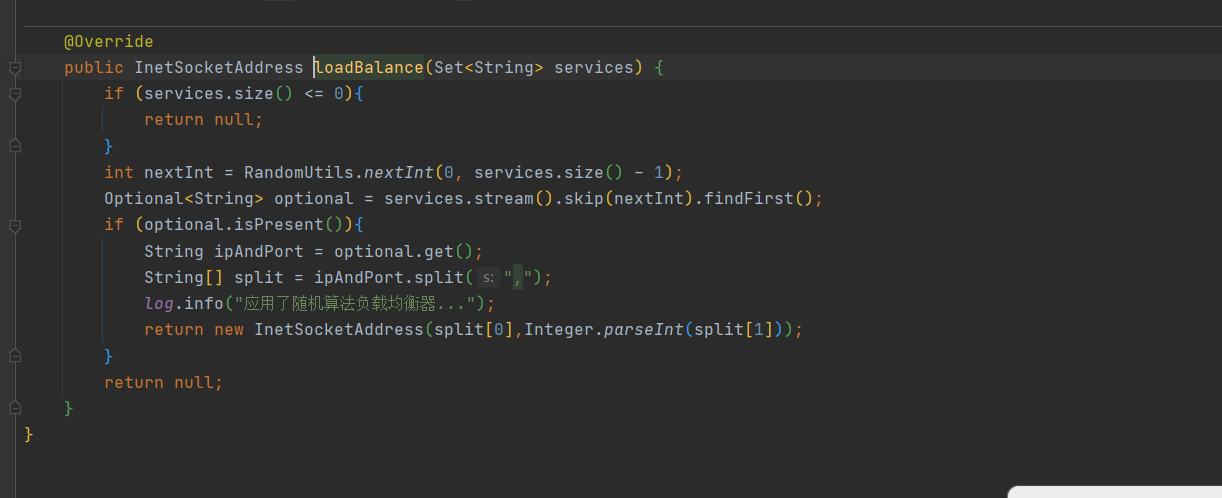 @Override
public InetSocketAddress loadBalance(Set<String> services) {
if (services.size() <= 0){
return null;
}
int nextInt = RandomUtils.nextInt(0, services.size() - 1);
Optional<String> optional = services.stream().skip(nextInt).findFirst();
if (optional.isPresent()){
String ipAndPort = optional.get();
String[] split = ipAndPort.split( s: ",");
log.info("应用了随机算法负载均衡器...");
return new InetSocketAddress(split[0],Integer.parseInt(split[1]));
}
return null;
}
}